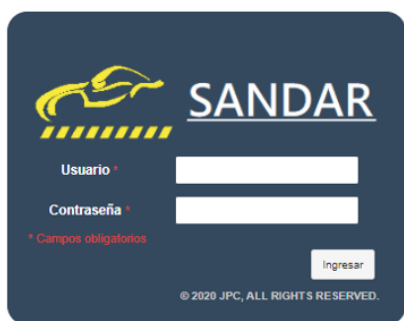 SANDAR
Usuario *
Contraseña *
* Campos obligatorios
Ingresar
© 2020 JPC, ALL RIGHTS RESERVED.